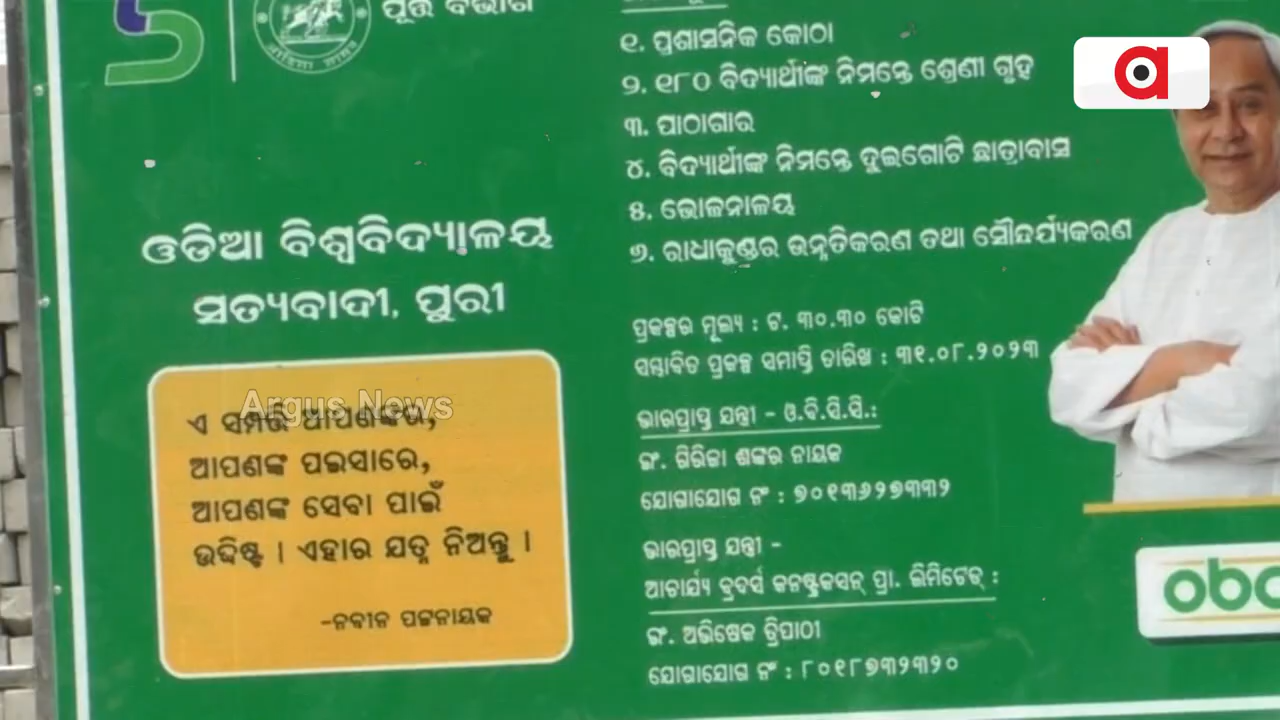 ପୂର୍ତ୍ତ ବିଭାଗ
ଓଡିଆ ବିଶ୍ୱବିଦ୍ୟାଳୟ
ସତ୍ୟବାଦୀ, ପୁରୀ
ଏ ସମ୍ପତ୍ତି ଆପଣଙ୍କର,
ଆପଣଙ୍କ ପଇସାରେ,
ଆପଣଙ୍କ ସେବା ପାଇଁ
ଉଦ୍ଦିଷ୍ଟ । ଏହାର ଯତ୍ନ ନିଅନ୍ତୁ ।
-ନବୀନ ପଟ୍ଟନାୟକ
Argus News
୧. ପ୍ରଶାସନିକ କୋଠା
୨. ୧୮୦ ବିଦ୍ୟାର୍ଥୀଙ୍କ ନିମନ୍ତେ ଶ୍ରେଣୀ ଗୃହ
୩. ପାଠାଗାର
୪. ବିଦ୍ୟାର୍ଥୀଙ୍କ ନିମନ୍ତେ ଦୁଇଗୋଟି ଛାତ୍ରାବାସ
୫. ଭୋଜନାଳୟ
୬. ରାଧାକୁଣ୍ଡର ଉନ୍ନତିକରଣ ତଥା ସୌନ୍ଦର୍ଯ୍ୟକରଣ
ପ୍ରକଳ୍ପର ମୂଲ୍ୟ : ଟ. ୩୦.୩୦ କୋଟି
ସମ୍ଭାବିତ ପ୍ରକଳ୍ପ ସମାପ୍ତି ତାରିଖ : ୩୧.୦୮.୨୦୨୩
ଭାରପ୍ରାପ୍ତ ଯନ୍ତ୍ରୀ - ଓ.ବି.ସି.ସି.:
ଇଂ. ଗିରିଜା ଶଙ୍କର ନାୟକ
ଯୋଗାଯୋଗ ନଂ : ୭୦୧୩୬୨୭୩୩୨
ଭାରପ୍ରାପ୍ତ ଯନ୍ତ୍ରୀ -
ଆଚାର୍ଯ୍ୟ ବ୍ରଦର୍ସ କନଷ୍ଟ୍ରକସନ୍ ପ୍ରା. ଲିମିଟେଡ୍ :
ଇଂ. ଅଭିଷେକ ତ୍ରିପାଠୀ
ଯୋଗାଯୋଗ ନଂ : ୮୦୧୮୭୩୨୩୨୦
a